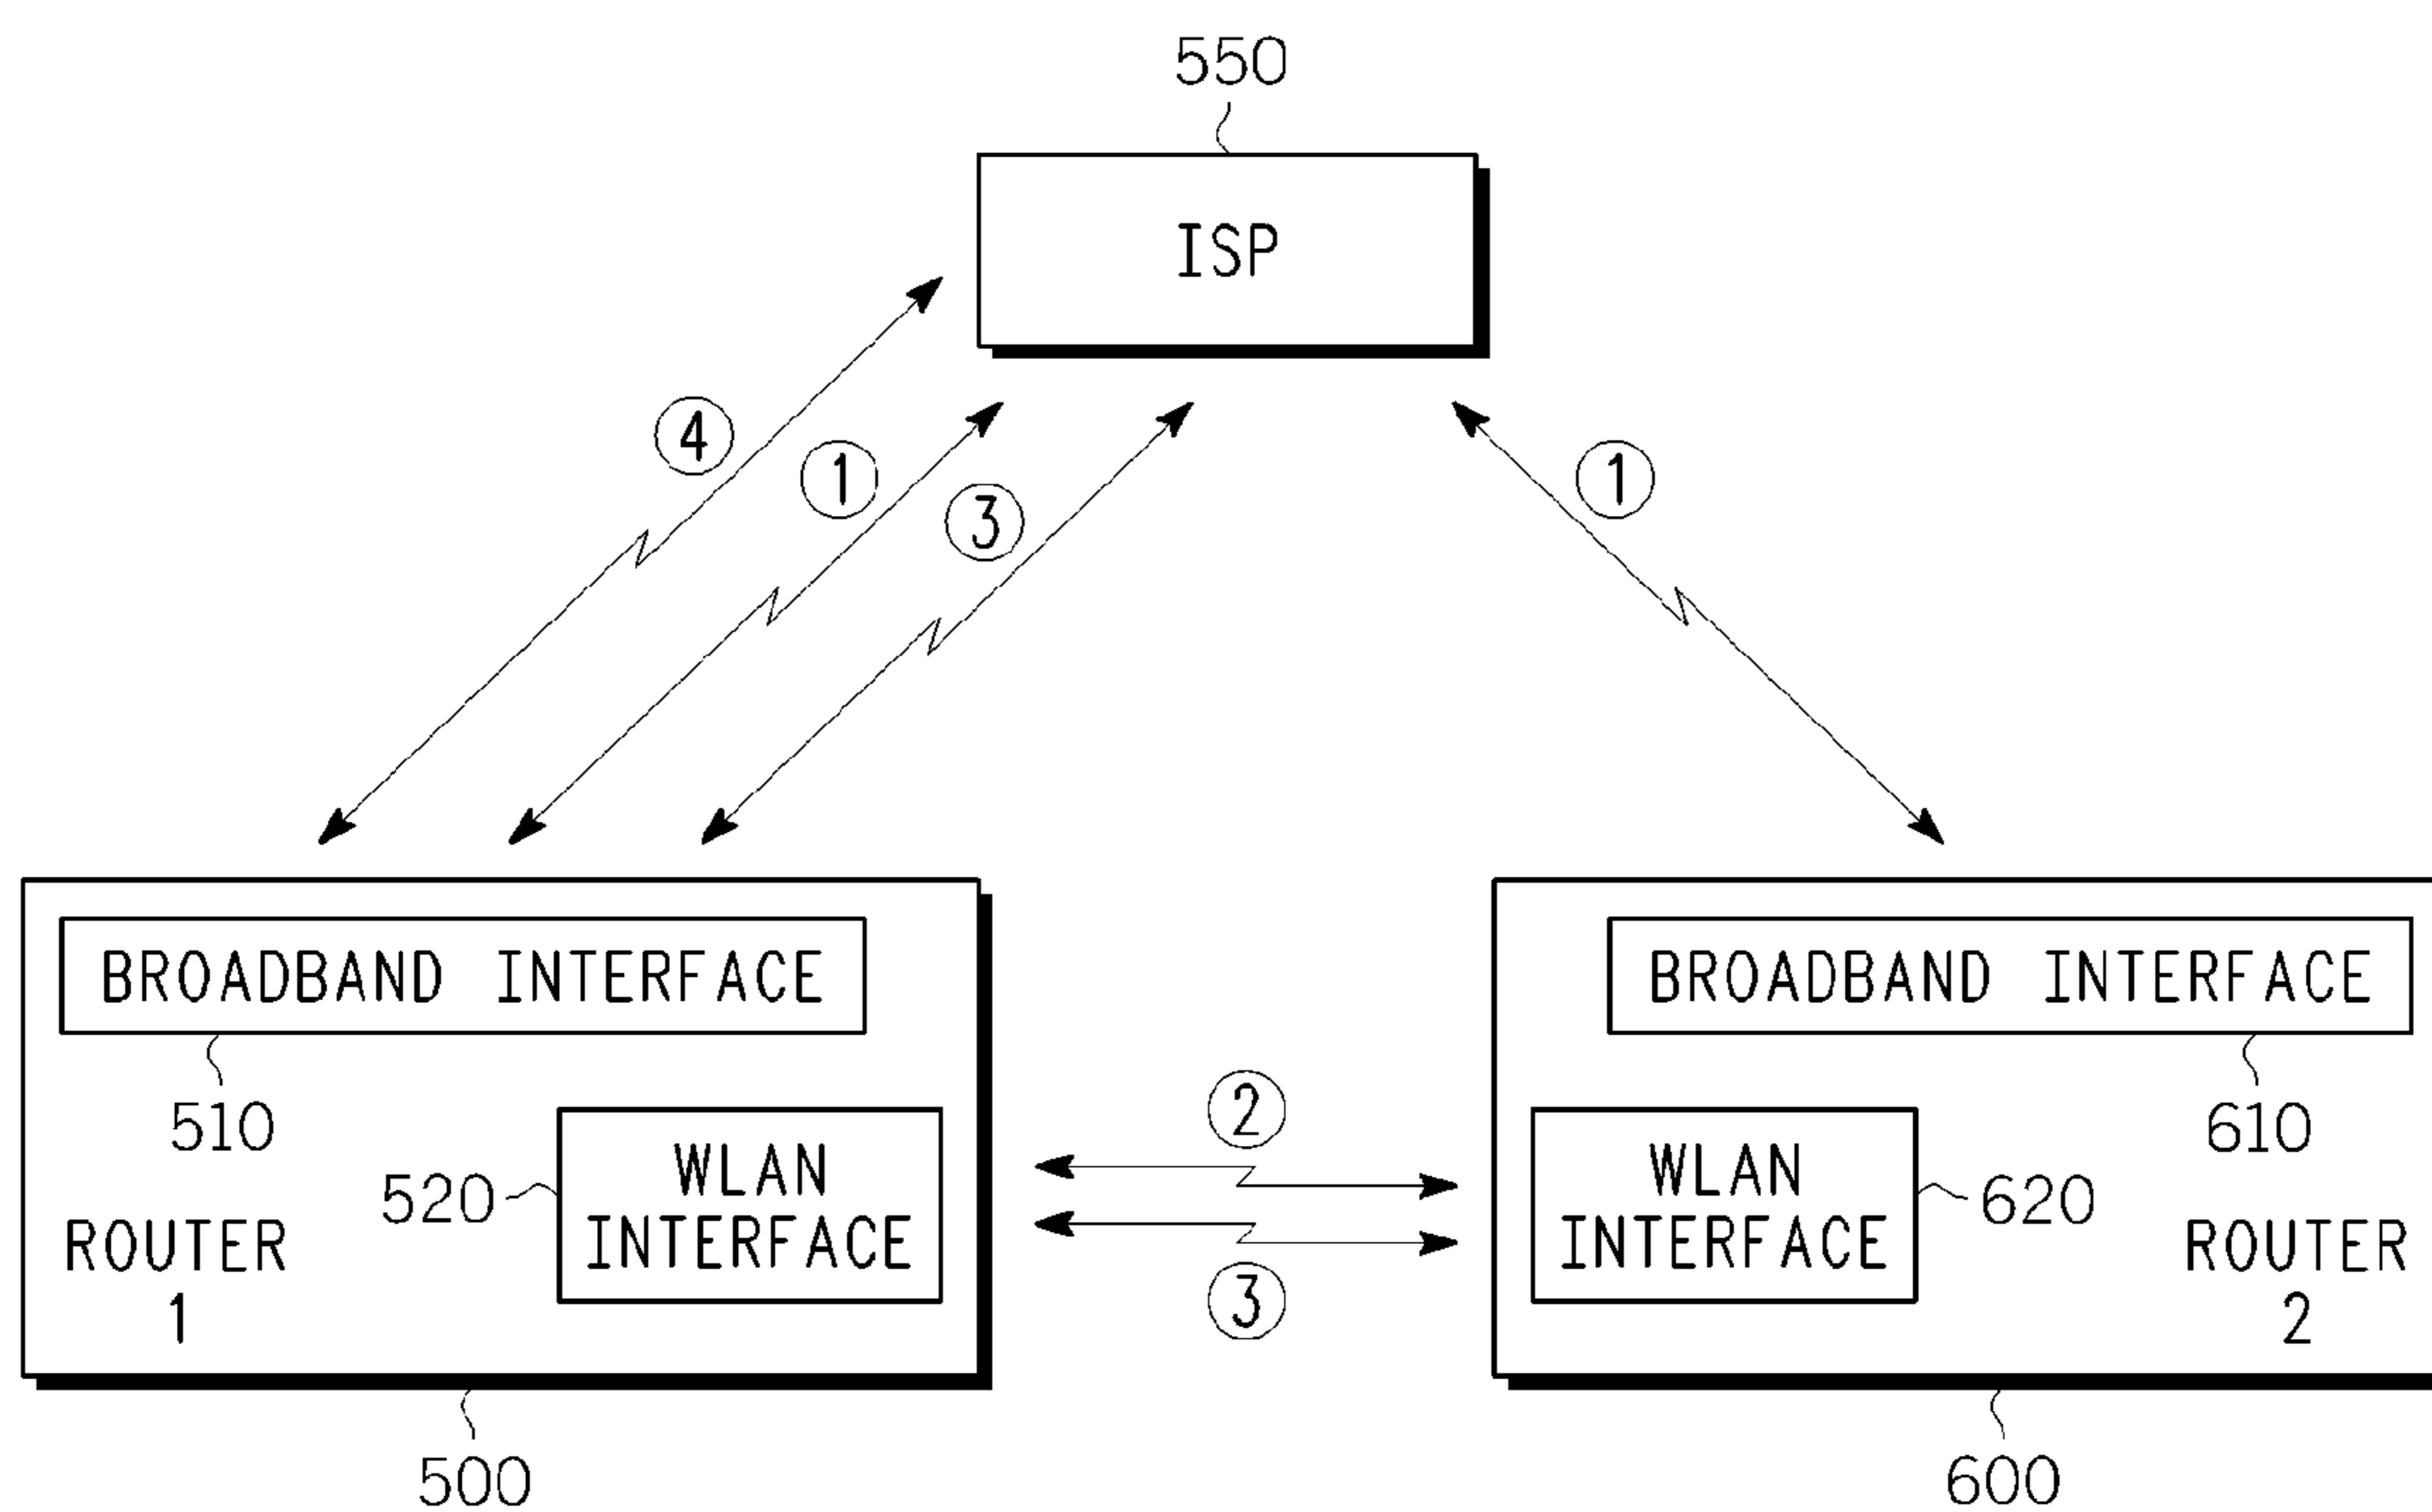 550
ISP
4
1
3
1
BROADBAND INTERFACE
BROADBAND INTERFACE
510
610
2
WLAN
INTERFACE
520
WLAN
INTERFACE
620
ROUTER
1
ROUTER
2
3
500
600